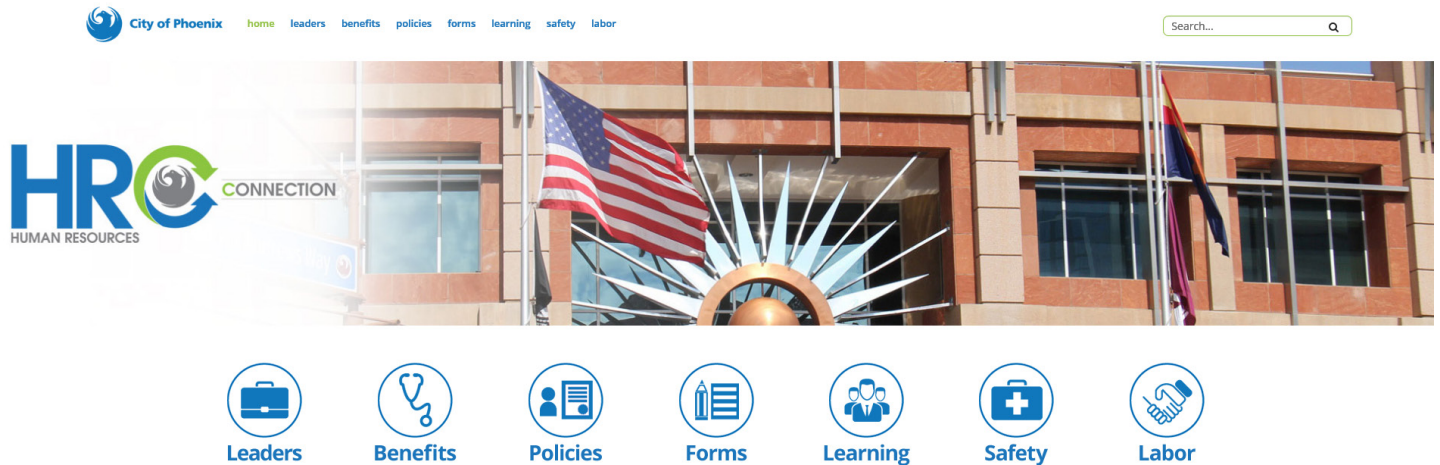 City of Phoenix
home leaders benefits policies forms learning safety labor
Search...
HRC
CONNECTION
HUMAN RESOURCES
Leaders Benefits Policies Forms Learning Safety Labor